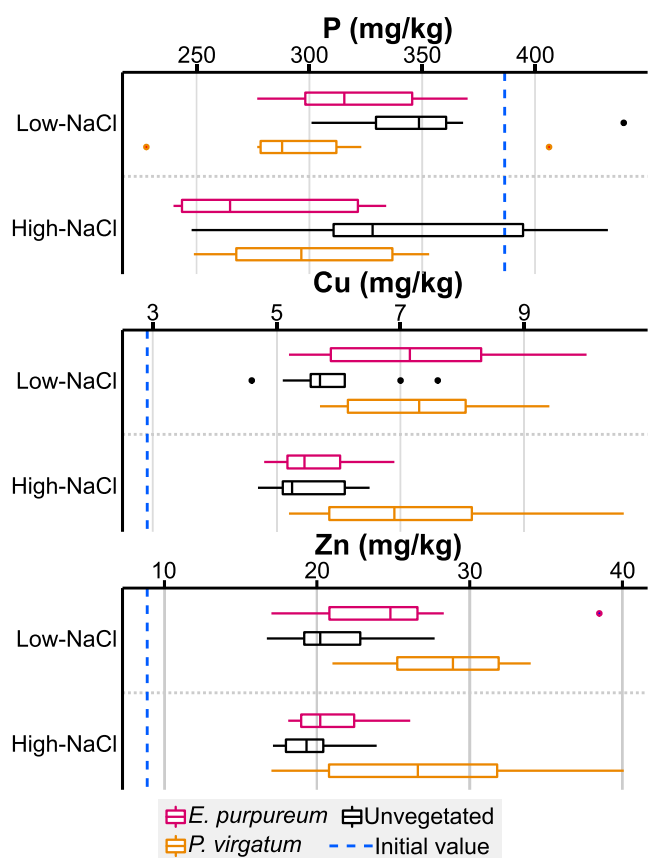 P (mg/kg)
250 300 350 400
Low-NaCl
High-NaCl
Cu (mg/kg)
3 5 7 9
Low-NaCl
High-NaCl
Zn (mg/kg)
10 20 30 40
Low-NaCl
High-NaCl
E. purpureum Unvegetated
P. virgatum Initial value